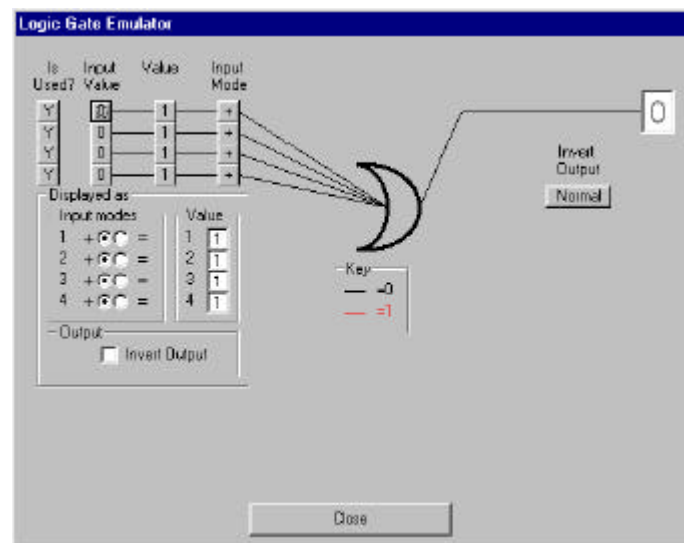 Logic Gate Emulator
Is Used? Input Value Value Input Mode
Y 0 1 +
Y 0 1 +
Y 0 1 +
Y 0 1 +
0
Invert Output
Normal
Displayed as
Input modes Value
1 + = 1 1
2 + = 2 1
3 + = 3 1
4 + = 4 1
Output
Invert Output
Key
=0
=1
Close